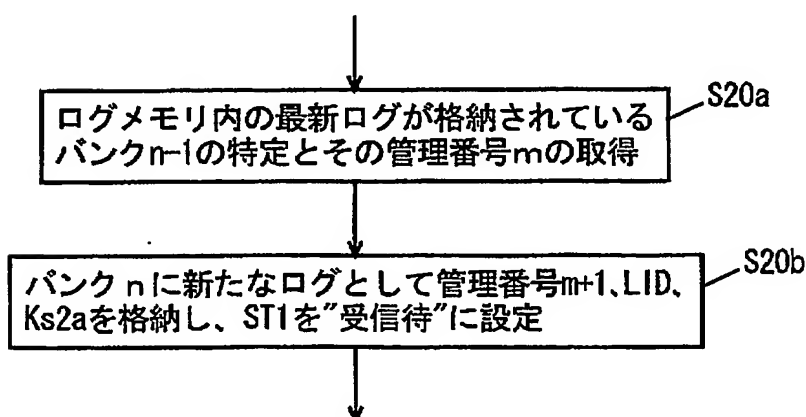 S20a
ログメモリ内の最新ログが格納されている
バンクn-1の特定とその管理番号mの取得
S20b
バンクnに新たなログとして管理番号m+1、LID、
Ks2aを格納し、ST1を"受信待"に設定